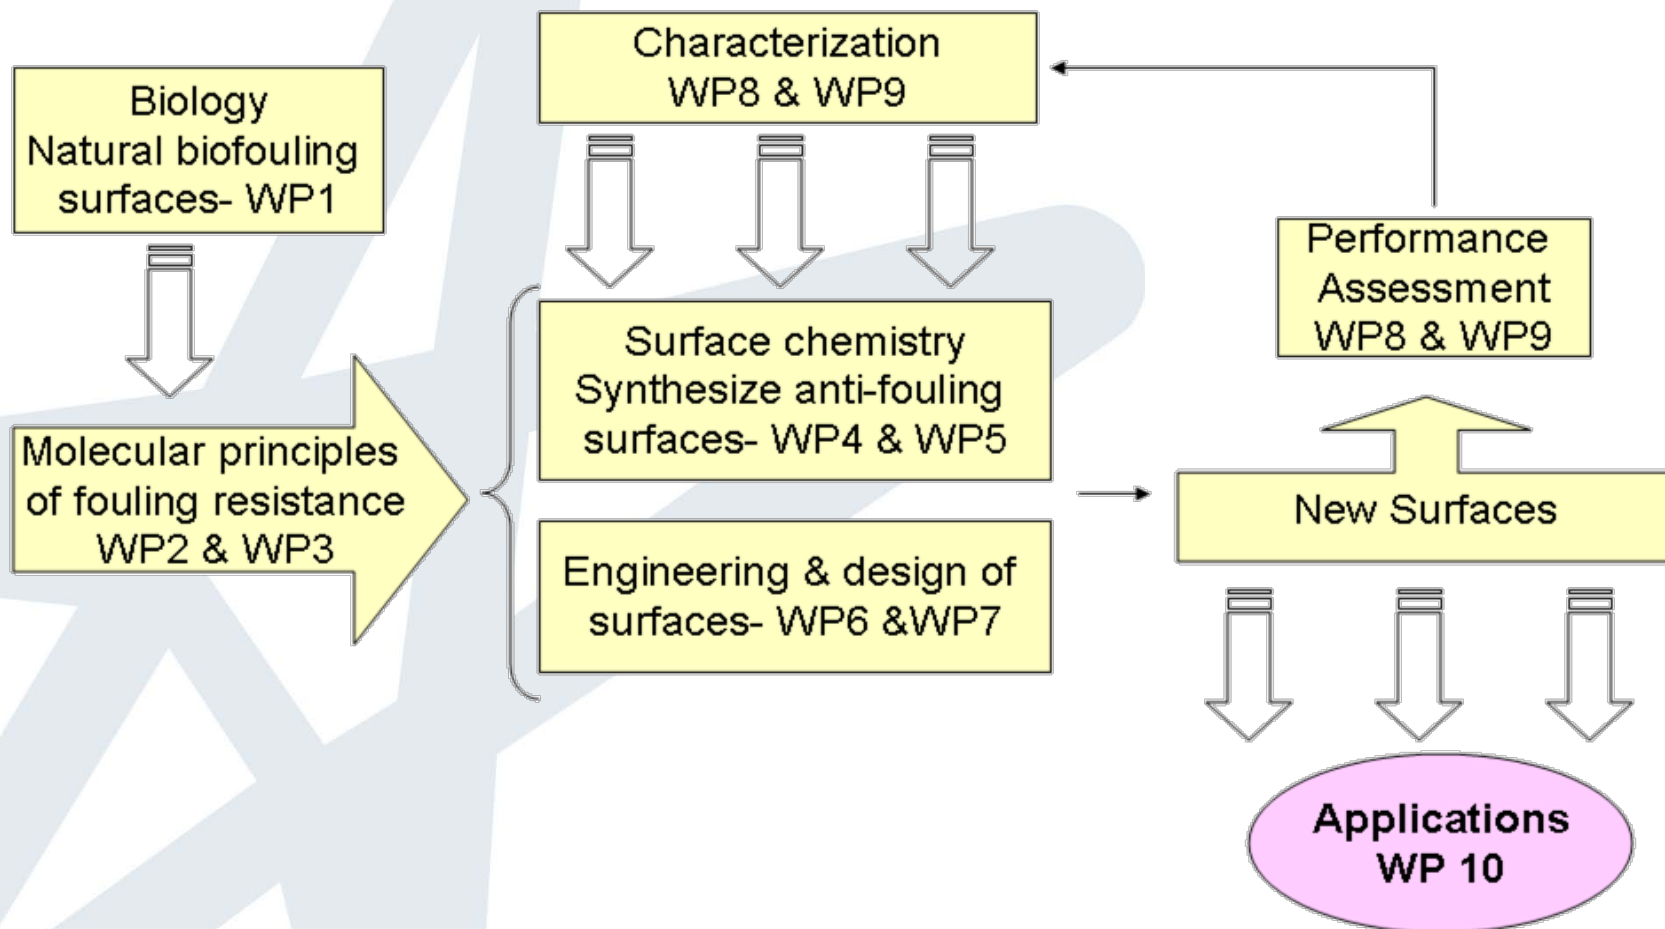 Characterization
WP8 & WP9
Biology
Natural biofouling
surfaces- WP1
Performance
Assessment
WP8 & WP9
Surface chemistry
Synthesize anti-fouling
surfaces- WP4 & WP5
Molecular principles
of fouling resistance
WP2 & WP3
New Surfaces
Engineering & design of
surfaces- WP6 &WP7
Applications
WP 10